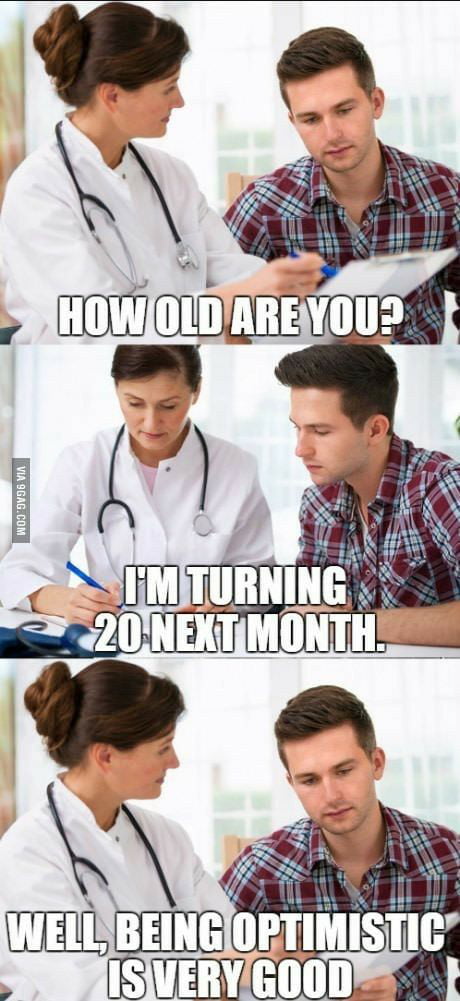 HOW OLD ARE YOU?
VIA 9GAG.COM
I'M TURNING
20 NEXT MONTH.
WELL, BEING OPTIMISTIC
IS VERY GOOD